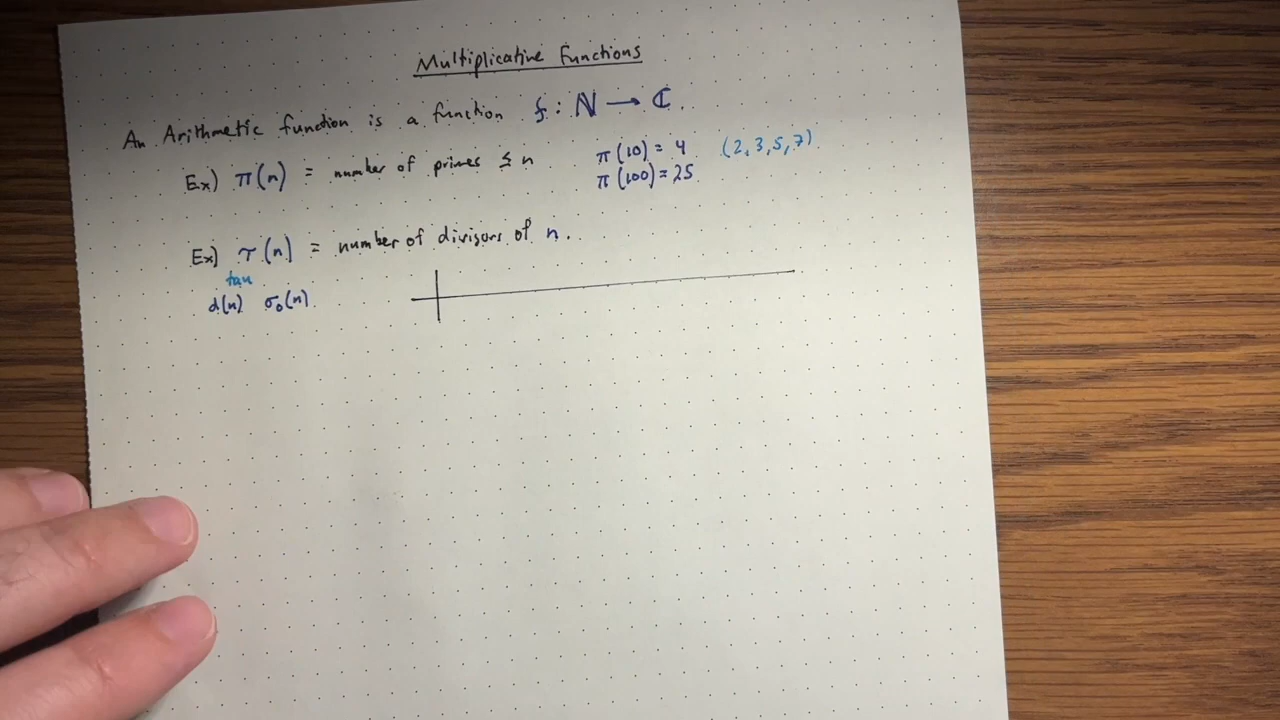 Multiplicative Functions
An Arithmetic function is a function f : ℕ → ℂ.
Ex) π(n) = number of primes ≤ n π(10) = 4 (2,3,5,7)
π(100) = 25
Ex) τ(n) = number of divisors of n.
tau
d(n) σ₀(n)